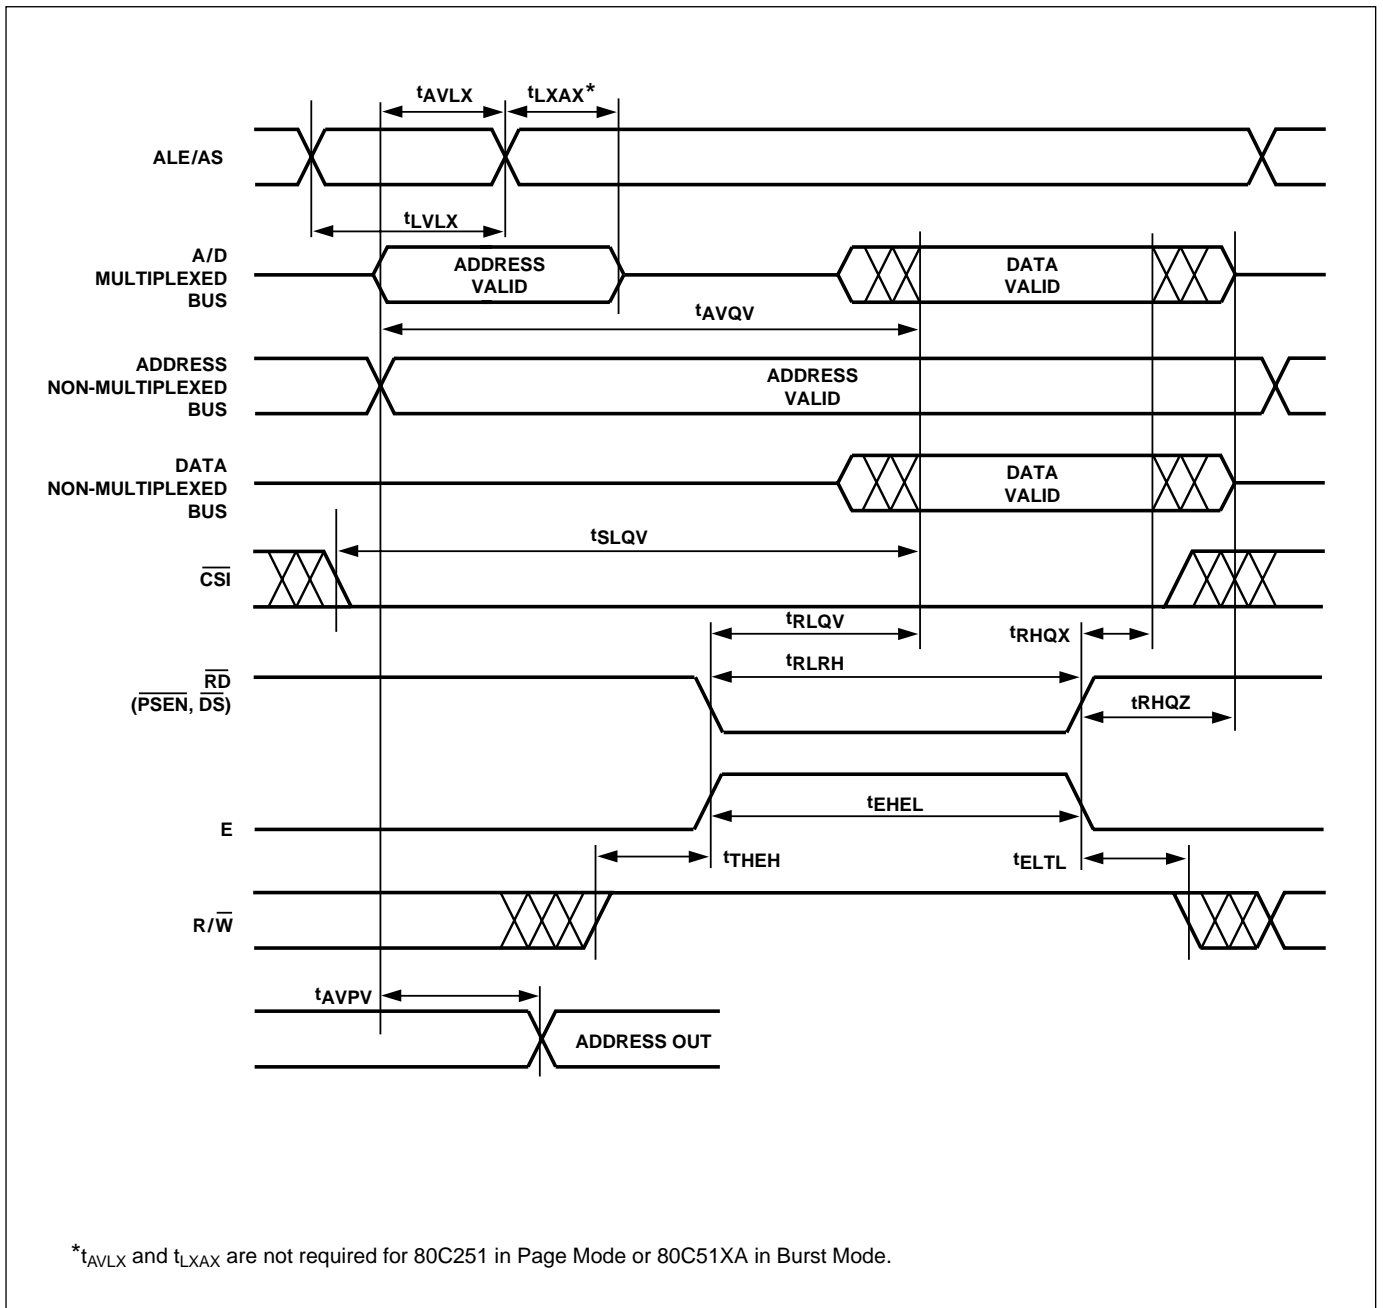 tAVLX
tLXAX*
ALE/AS
tLVLX
A/D
MULTIPLEXED
BUS
ADDRESS
VALID
DATA
VALID
tAVQV
ADDRESS
NON-MULTIPLEXED
BUS
ADDRESS
VALID
DATA
NON-MULTIPLEXED
BUS
DATA
VALID
tSLQV
CSI
tRLQV
tRHQX
tRLRH
RD
(PSEN, DS)
tRHQZ
tEHEL
E
tTHEH
tELTL
R/W
tAVPV
ADDRESS OUT
*tAVLX and tLXAX are not required for 80C251 in Page Mode or 80C51XA in Burst Mode.